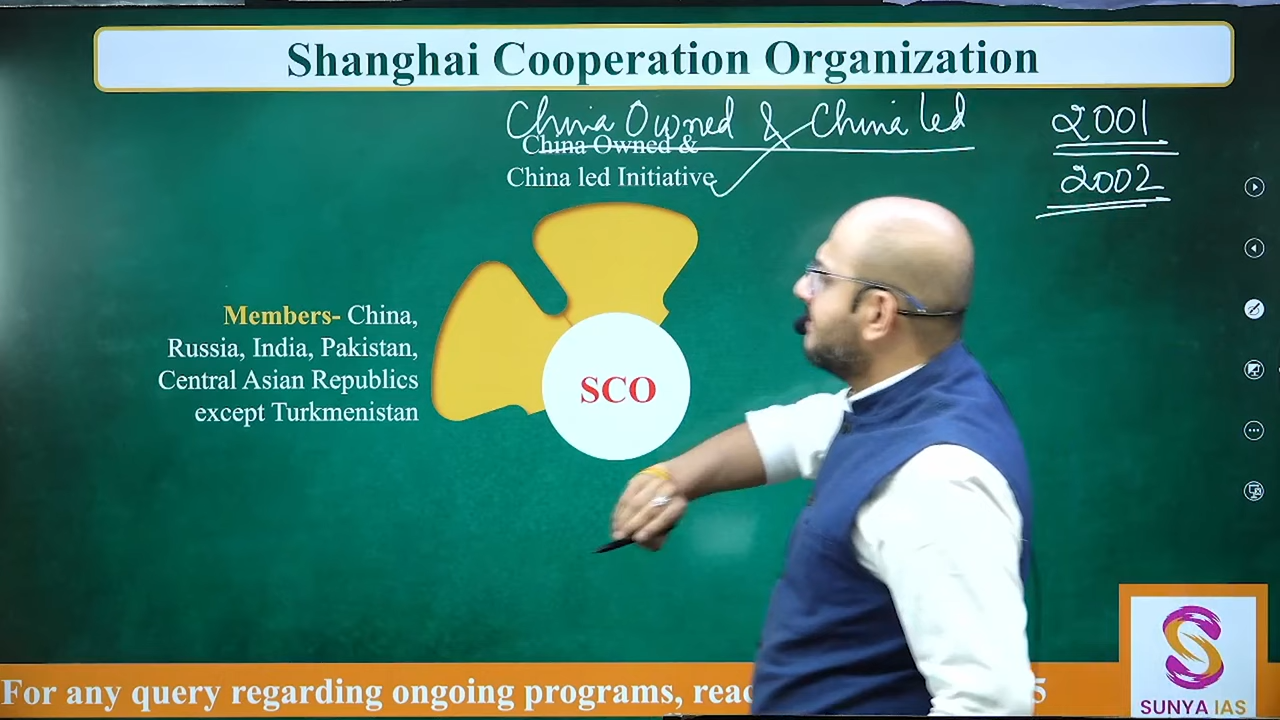 Shanghai Cooperation Organization
China Owned & China led
2001
China Owned &
China led Initiative
2002
Members- China,
Russia, India, Pakistan,
Central Asian Republics
except Turkmenistan
SCO
For any query regarding ongoing programs, reac
5
SUNYA IAS